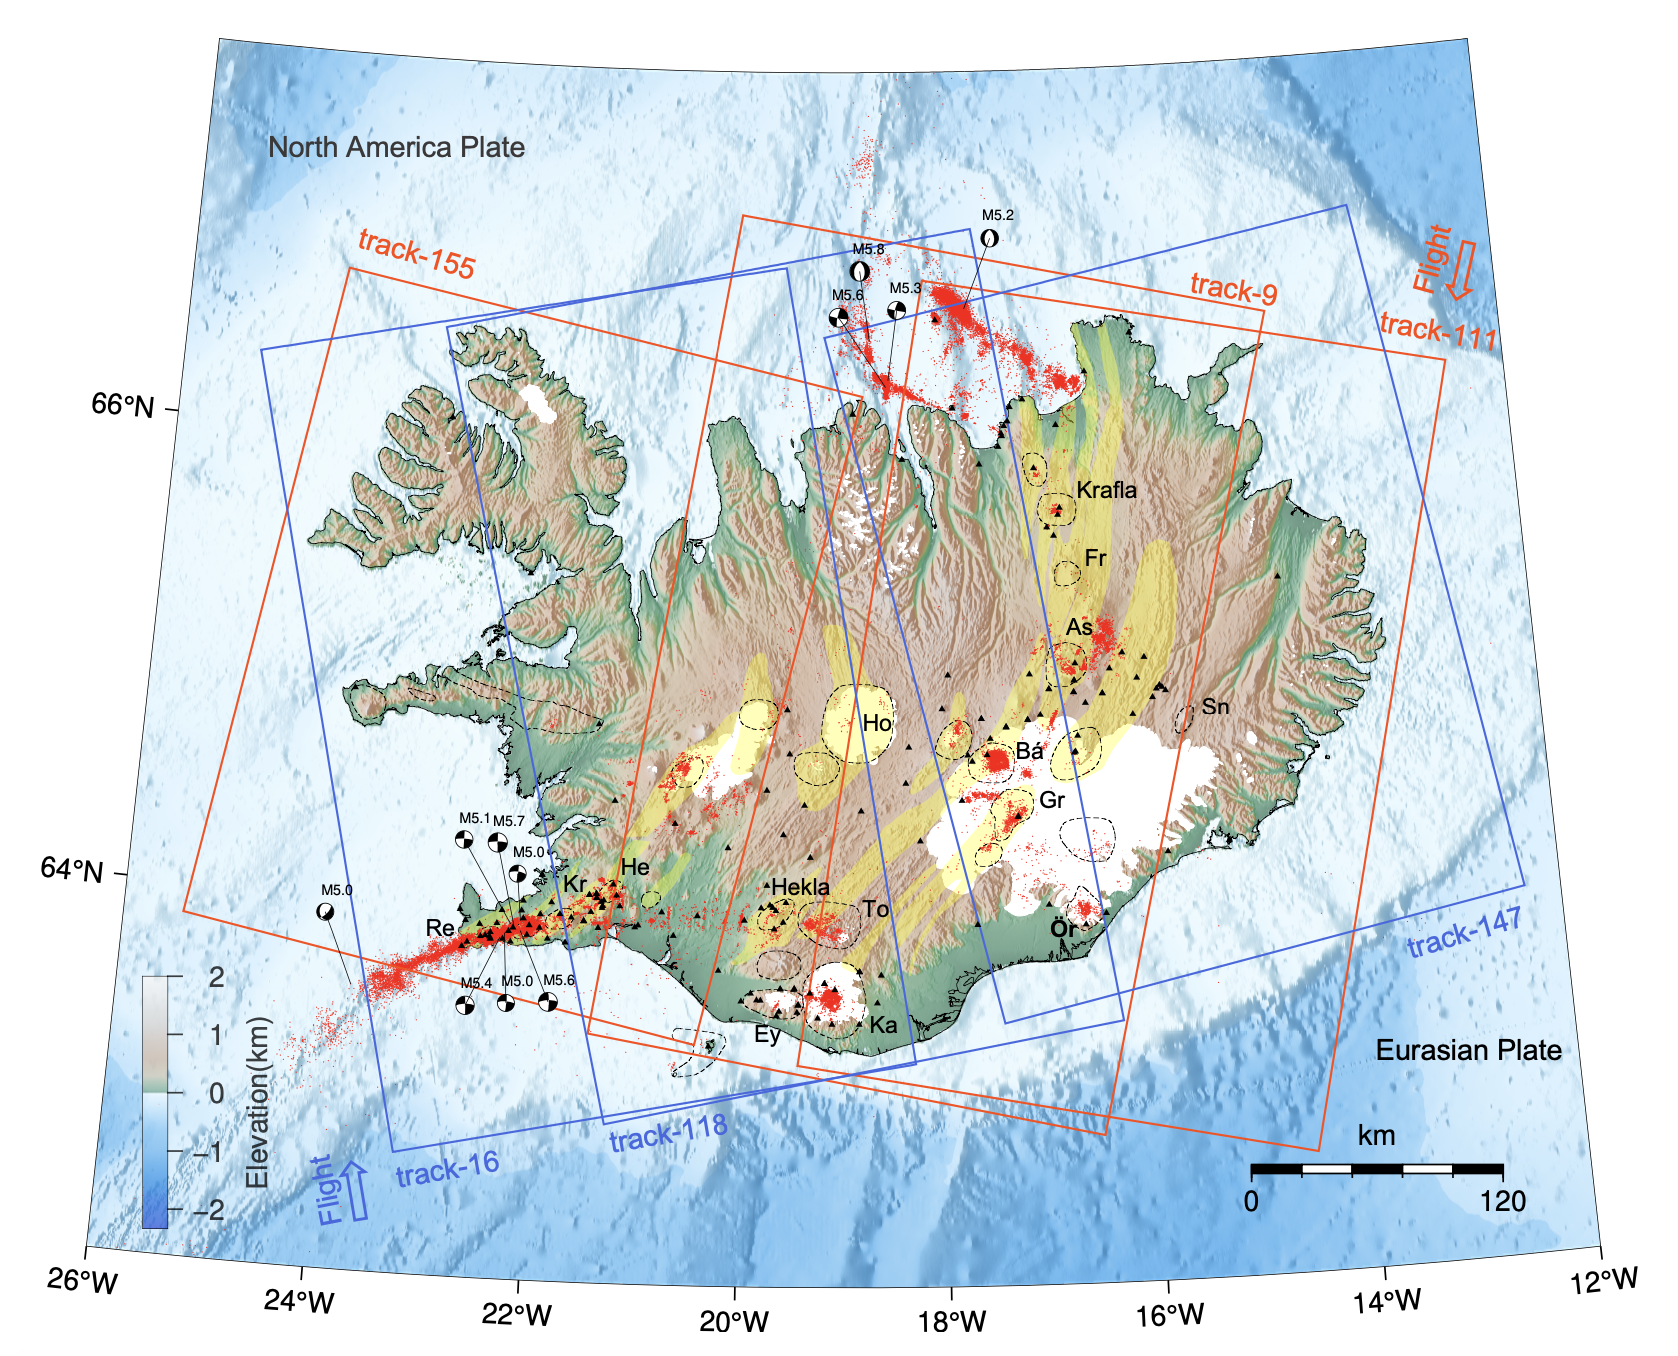 North America Plate
M5.2
track-155
M5.8
Flight
M5.6
M5.3
track-9
track-111
66°N
Krafla
Fr
As
Sn
Ho
Bá
Gr
M5.1
M5.7
M5.0
64°N
He
Kr
Hekla
M5.0
To
Re
Ör
track-147
M5.4
M5.0
M5.6
Ey
Ka
Eurasian Plate
2
1
0
−1
−2
Elevation(km)
track-118
track-16
Flight
km
0
120
26°W
24°W
22°W
20°W
18°W
16°W
14°W
12°W